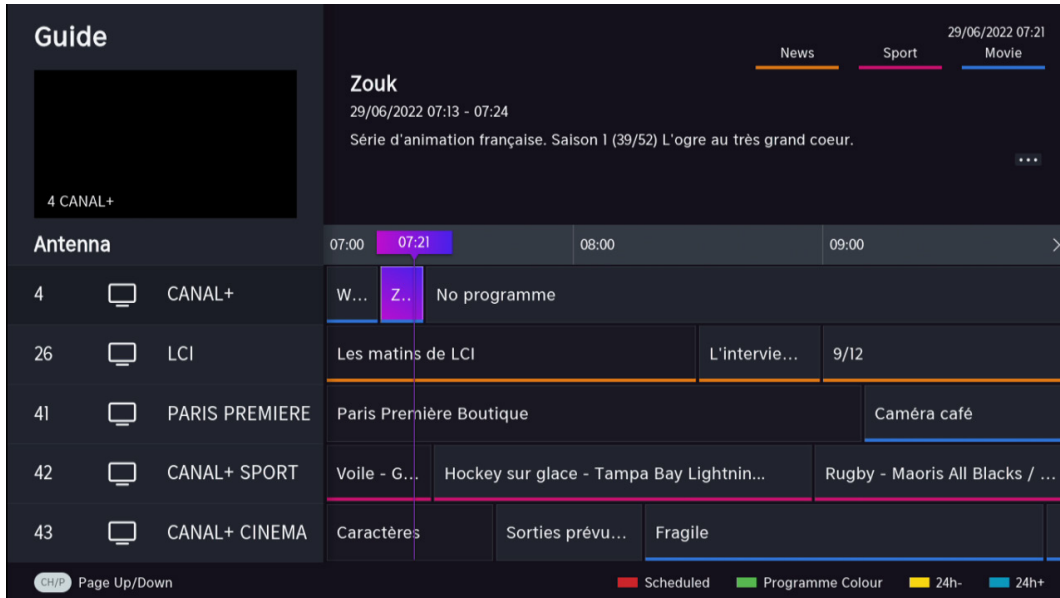 Guide
29/06/2022 07:21
News Sport Movie
Zouk
29/06/2022 07:13 - 07:24
Série d'animation française. Saison 1 (39/52) L'ogre au très grand coeur.
...
4 CANAL+
Antenna 07:00 07:21 08:00 09:00
4 CANAL+ W... Z.. No programme
26 LCI Les matins de LCI L'intervie... 9/12
41 PARIS PREMIERE Paris Première Boutique Caméra café
42 CANAL+ SPORT Voile - G... Hockey sur glace - Tampa Bay Lightnin... Rugby - Maoris All Blacks / ...
43 CANAL+ CINEMA Caractères Sorties prévu... Fragile
CH/P Page Up/Down Scheduled Programme Colour 24h- 24h+